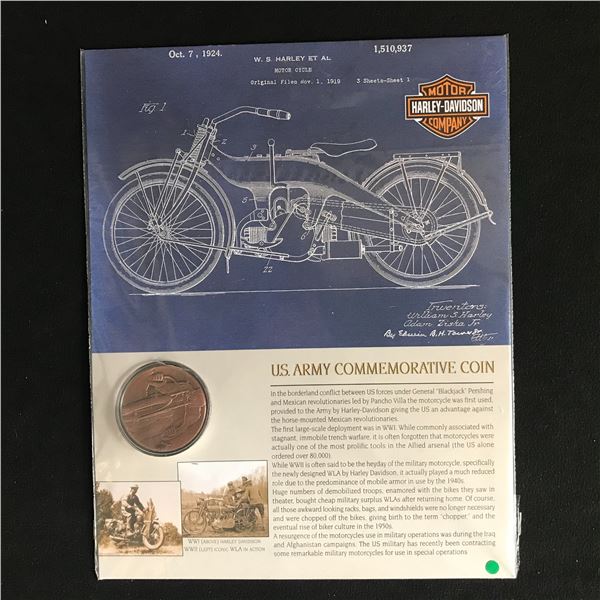 Oct. 7, 1924.
1,510,937
W. S. HARLEY ET AL
MOTOR CYCLE
Original Filed Nov. 1, 1919   3 Sheets-Sheet 1
MOTOR
HARLEY-DAVIDSON
COMPANY
Fig. 1
22
Inventors:
William S. Harley
Adam Ziska Jr.
By Edwin B. H. Tower Jr.
U.S. ARMY COMMEMORATIVE COIN
In the borderland conflict between US forces under General "Blackjack" Pershing
and Mexican revolutionaries led by Pancho Villa the motorcycle was first used,
provided to the Army by Harley-Davidson giving the US an advantage against
the horse-mounted Mexican revolutionaries.
The first large-scale deployment was in WWI. While commonly associated with
stagnant, immobile trench warfare, it is often forgotten that motorcycles were
actually one of the most prolific tools in the Allied arsenal (the US alone
ordered over 80,000).
While WWII is often said to be the heyday of the military motorcycle, specifically
the newly designed WLA by Harley Davidson, it actually played a much reduced
role due to the predominance of mobile armor in use by the 1940s.
Huge numbers of demobilized troops, enamored with the bikes they saw in
theater, bought cheap military surplus WLAs after returning home. Of course,
all those awkward looking racks, bags, and windshields were no longer necessary
and were chopped off the bikes, giving birth to the term "chopper," and the
eventual rise of biker culture in the 1950s.
A resurgence of the motorcycles use in military operations was during the Iraq
and Afghanistan campaigns. The US military has recently been contracting
some remarkable military motorcycles for use in special operations.
WW1 (ABOVE) HARLEY DAVIDSON
WWII (LEFT) ICONIC WLA IN ACTION